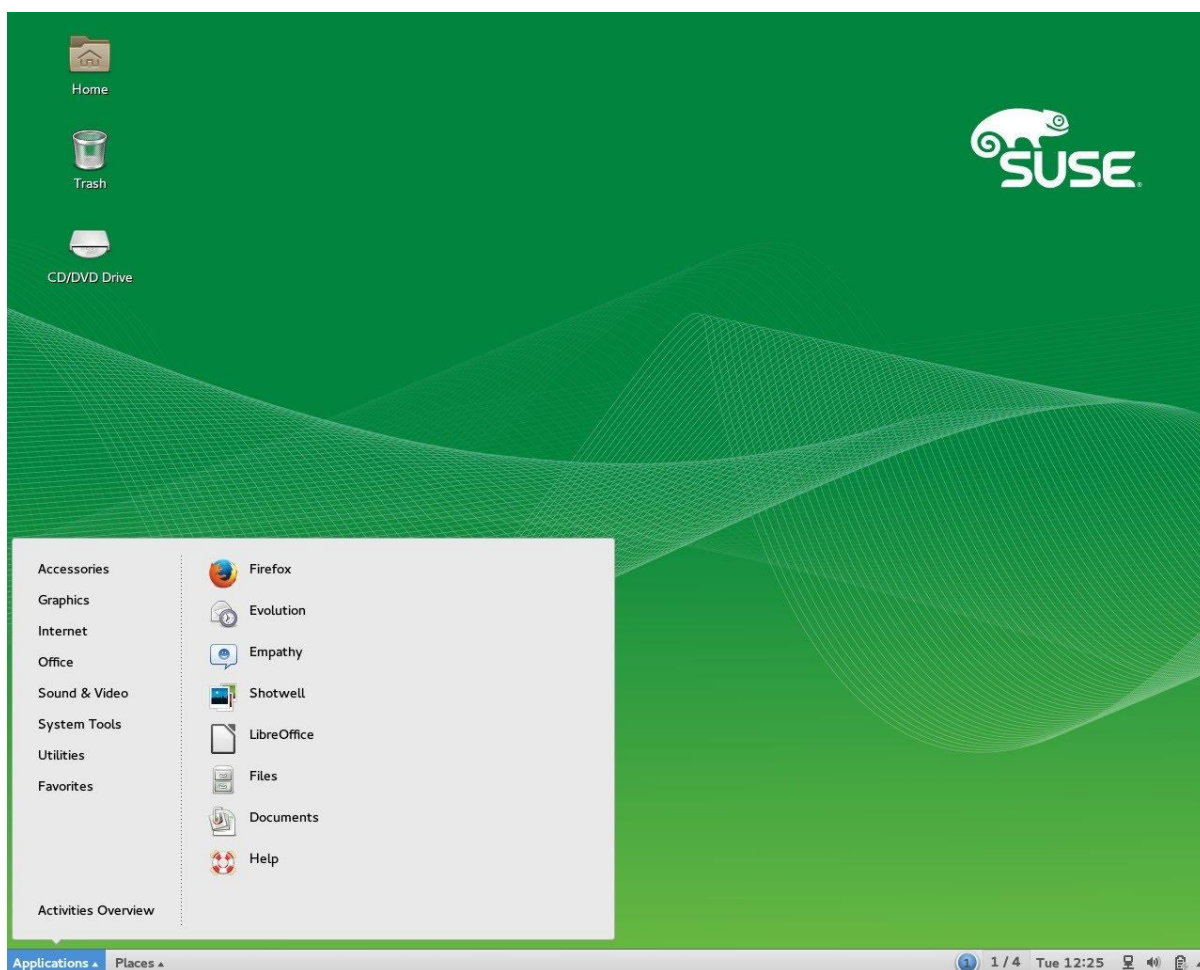 Home
Trash
CD/DVD Drive
SUSE
Accessories
Graphics
Internet
Office
Sound & Video
System Tools
Utilities
Favorites
Activities Overview
Firefox
Evolution
Empathy
Shotwell
LibreOffice
Files
Documents
Help
Applications
Places
1
1 / 4
Tue 12:25